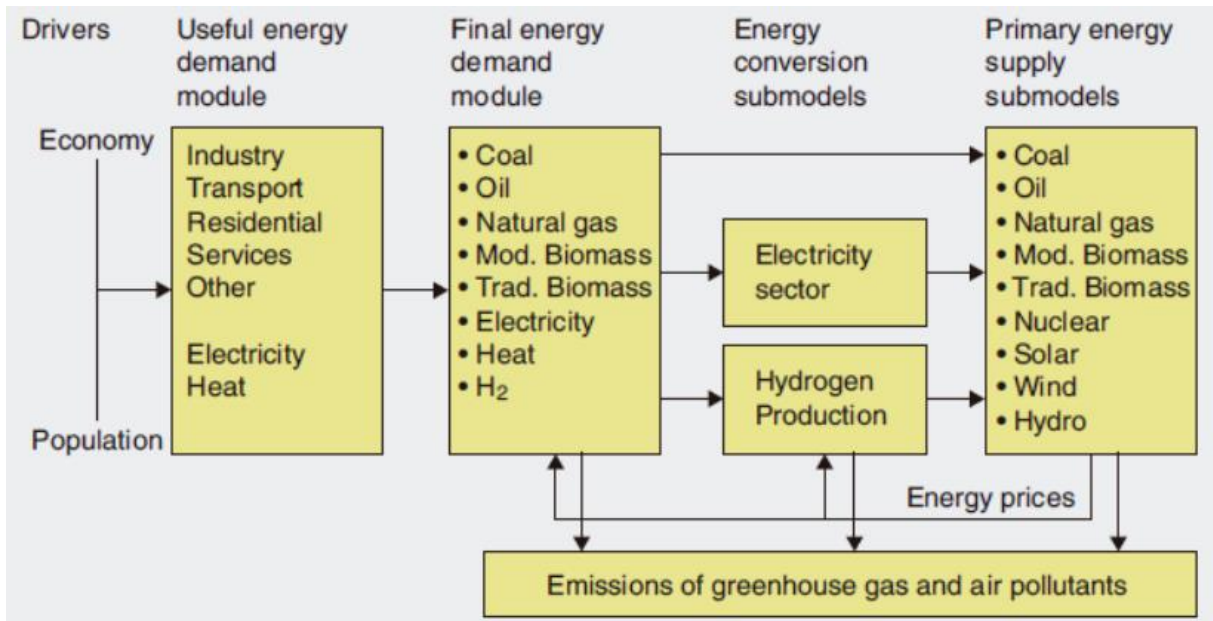 Drivers
Useful energy
demand
module
Final energy
demand
module
Energy
conversion
submodels
Primary energy
supply
submodels
Economy
Population
Industry
Transport
Residential
Services
Other
Electricity
Heat
• Coal
• Oil
• Natural gas
• Mod. Biomass
• Trad. Biomass
• Electricity
• Heat
• H₂
Electricity
sector
Hydrogen
Production
• Coal
• Oil
• Natural gas
• Mod. Biomass
• Trad. Biomass
• Nuclear
• Solar
• Wind
• Hydro
Energy prices
Emissions of greenhouse gas and air pollutants